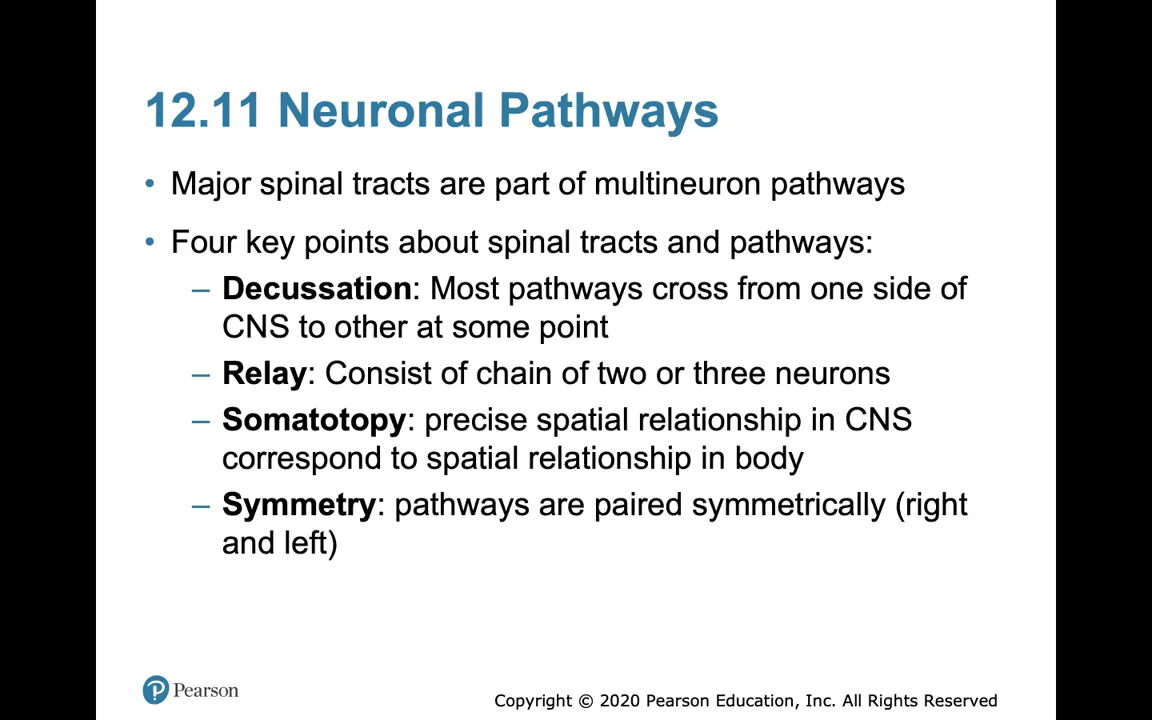 12.11 Neuronal Pathways
• Major spinal tracts are part of multineuron pathways
• Four key points about spinal tracts and pathways:
– Decussation: Most pathways cross from one side of
CNS to other at some point
– Relay: Consist of chain of two or three neurons
– Somatotopy: precise spatial relationship in CNS
correspond to spatial relationship in body
– Symmetry: pathways are paired symmetrically (right
and left)
P Pearson
Copyright © 2020 Pearson Education, Inc. All Rights Reserved